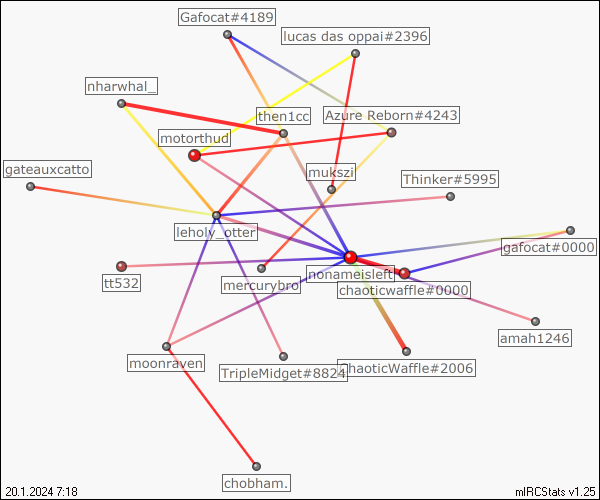 Gafocat#4189
lucas das oppai#2396
nharwhal_
then1cc
Azure Reborn#4243
motorthud
gateauxcatto
mukszi
Thinker#5995
leholy_otter
gafocat#0000
nonameisleft
tt532
mercurybro
chaoticwaffle#0000
amah1246
moonraven
TripleMidget#8824
ChaoticWaffle#2006
chobham.
20.1.2024 7:18
mIRCStats v1.25